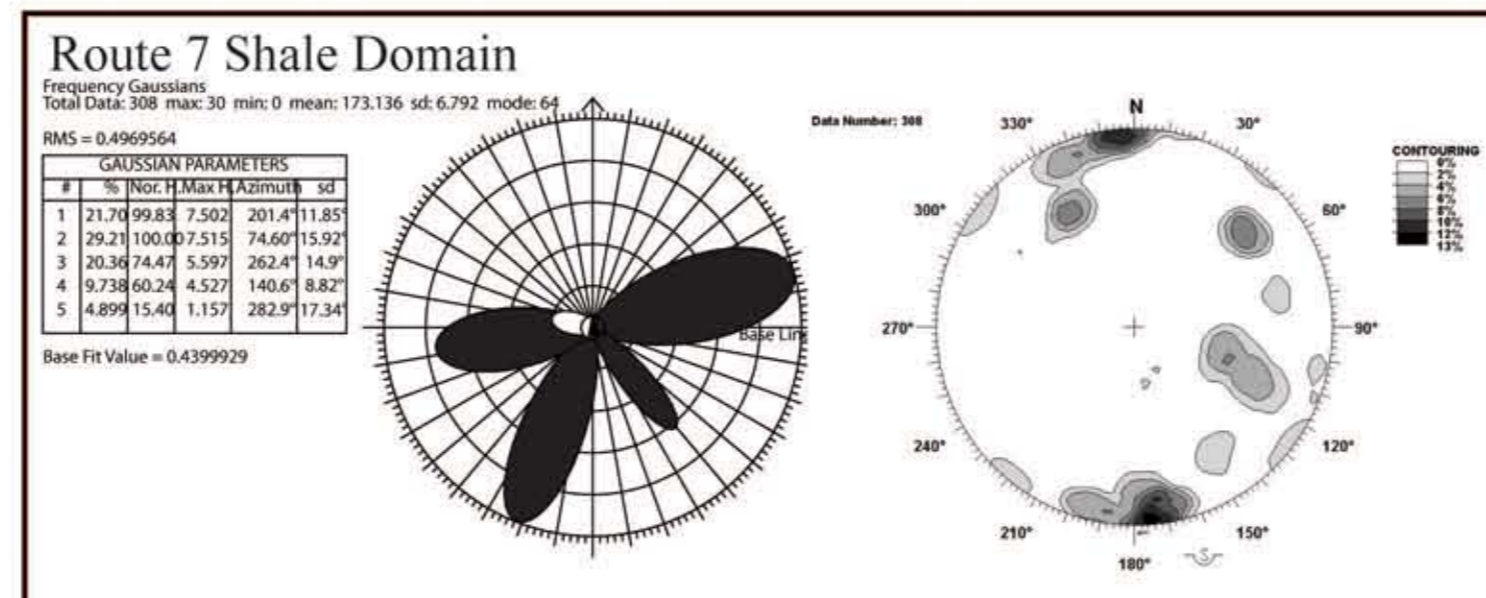 Route 7 Shale Domain
Frequency Gaussians
Total Data: 308 max: 30 min: 0 mean: 173.136 sd: 6.792 mode: 64
RMS = 0.4969564
GAUSSIAN PARAMETERS
# % Nor. H. Max H. Azimuth sd
1 21.70 99.83 7.502 201.4° 11.85°
2 29.21 100.00 7.515 74.60° 15.92°
3 20.36 74.47 5.597 262.4° 14.9°
4 9.738 60.24 4.527 140.6° 8.82°
5 4.899 15.40 1.157 282.9° 17.34°
Base Fit Value = 0.4399929
Base Lin
Data Number: 308
N
330°
30°
300°
60°
270°
90°
240°
120°
210°
150°
180°
S
CONTOURING
0%
2%
4%
6%
8%
10%
12%
13%